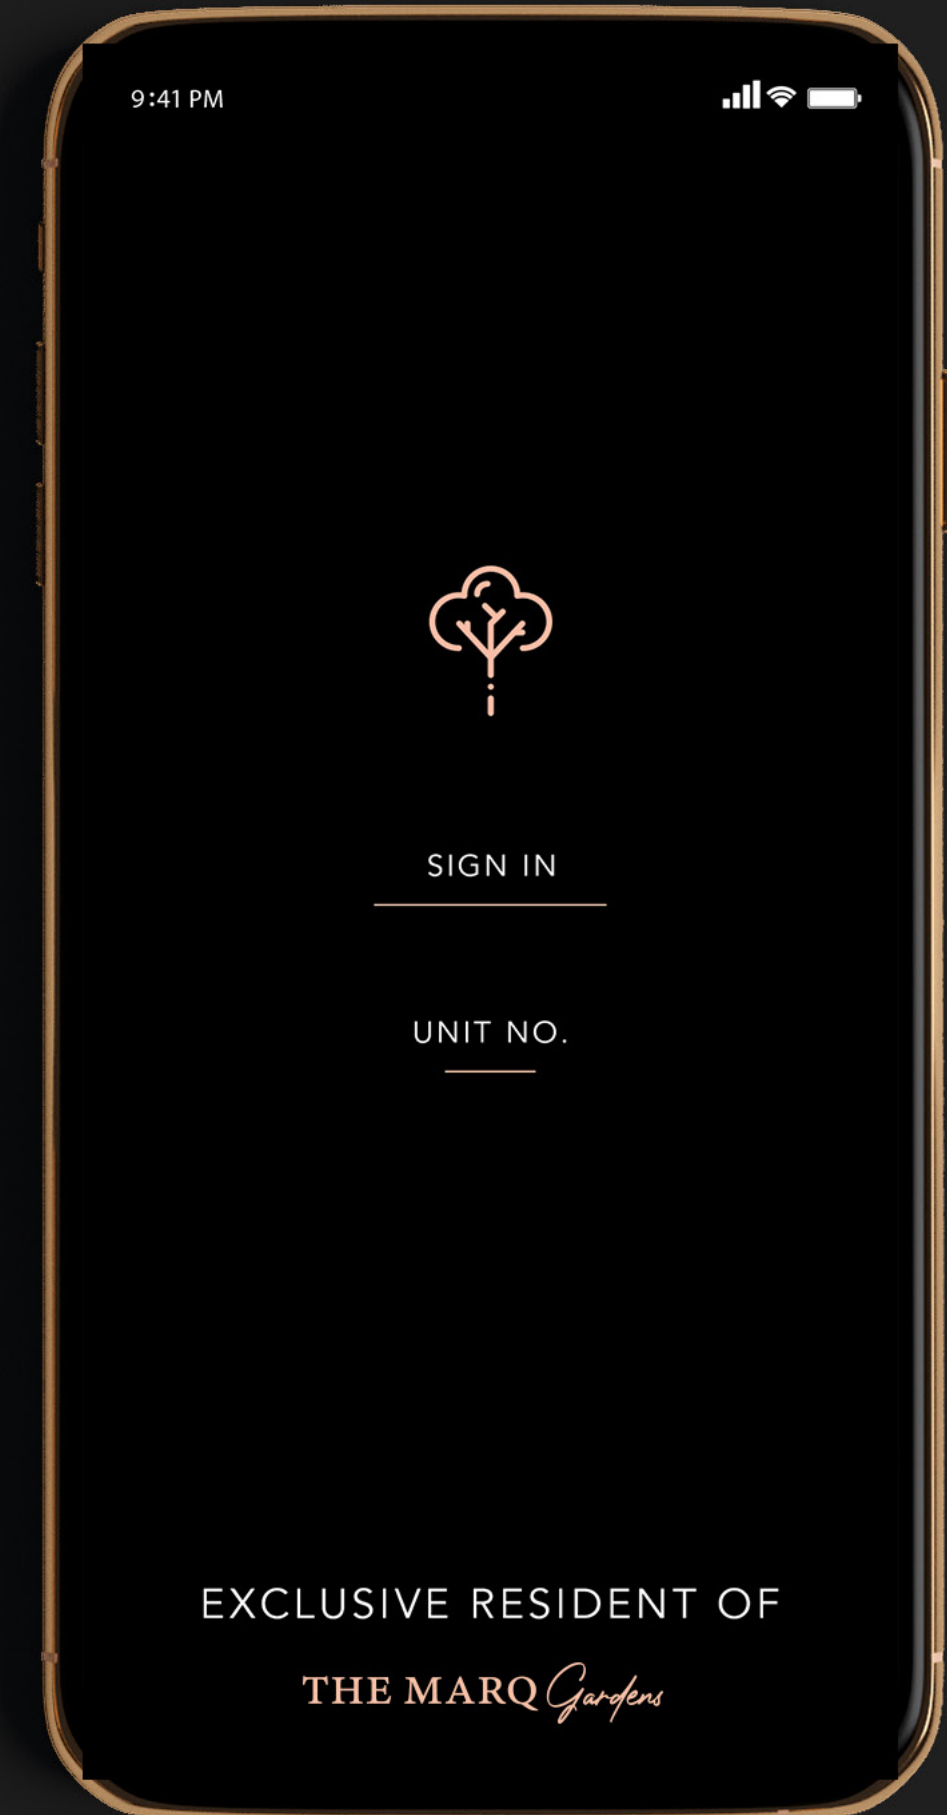 9:41 PM
SIGN IN
UNIT NO.
EXCLUSIVE RESIDENT OF
THE MARQ Gardens